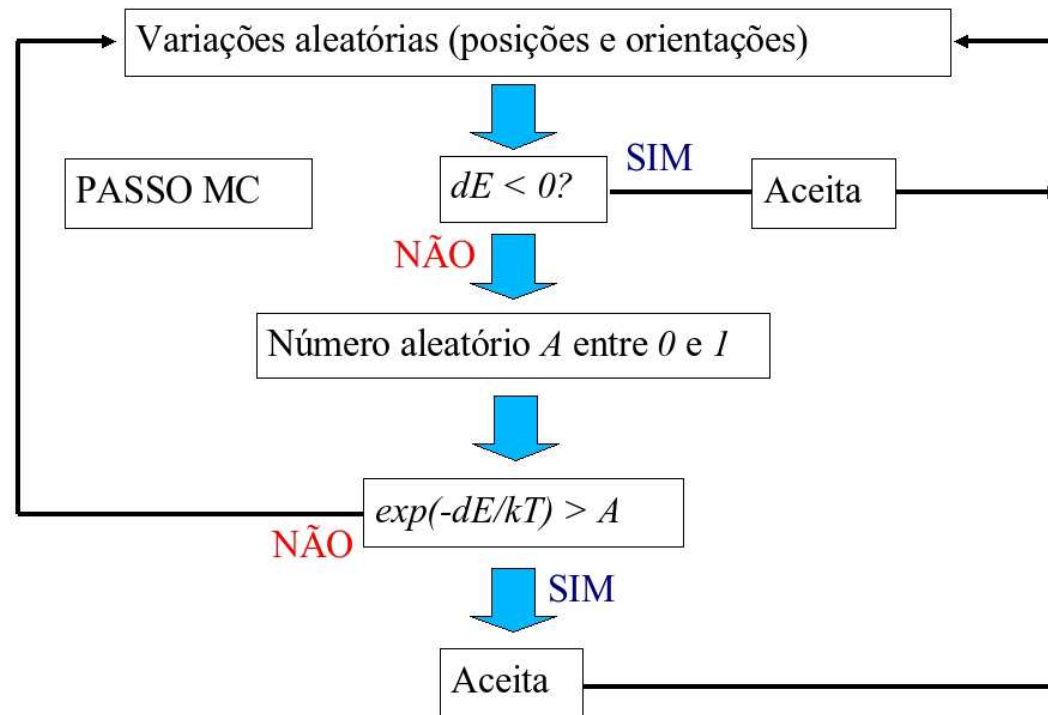 Variações aleatórias (posições e orientações)
PASSO MC
dE < 0?
SIM
Aceita
NÃO
Número aleatório A entre 0 e 1
exp(-dE/kT) > A
NÃO
SIM
Aceita